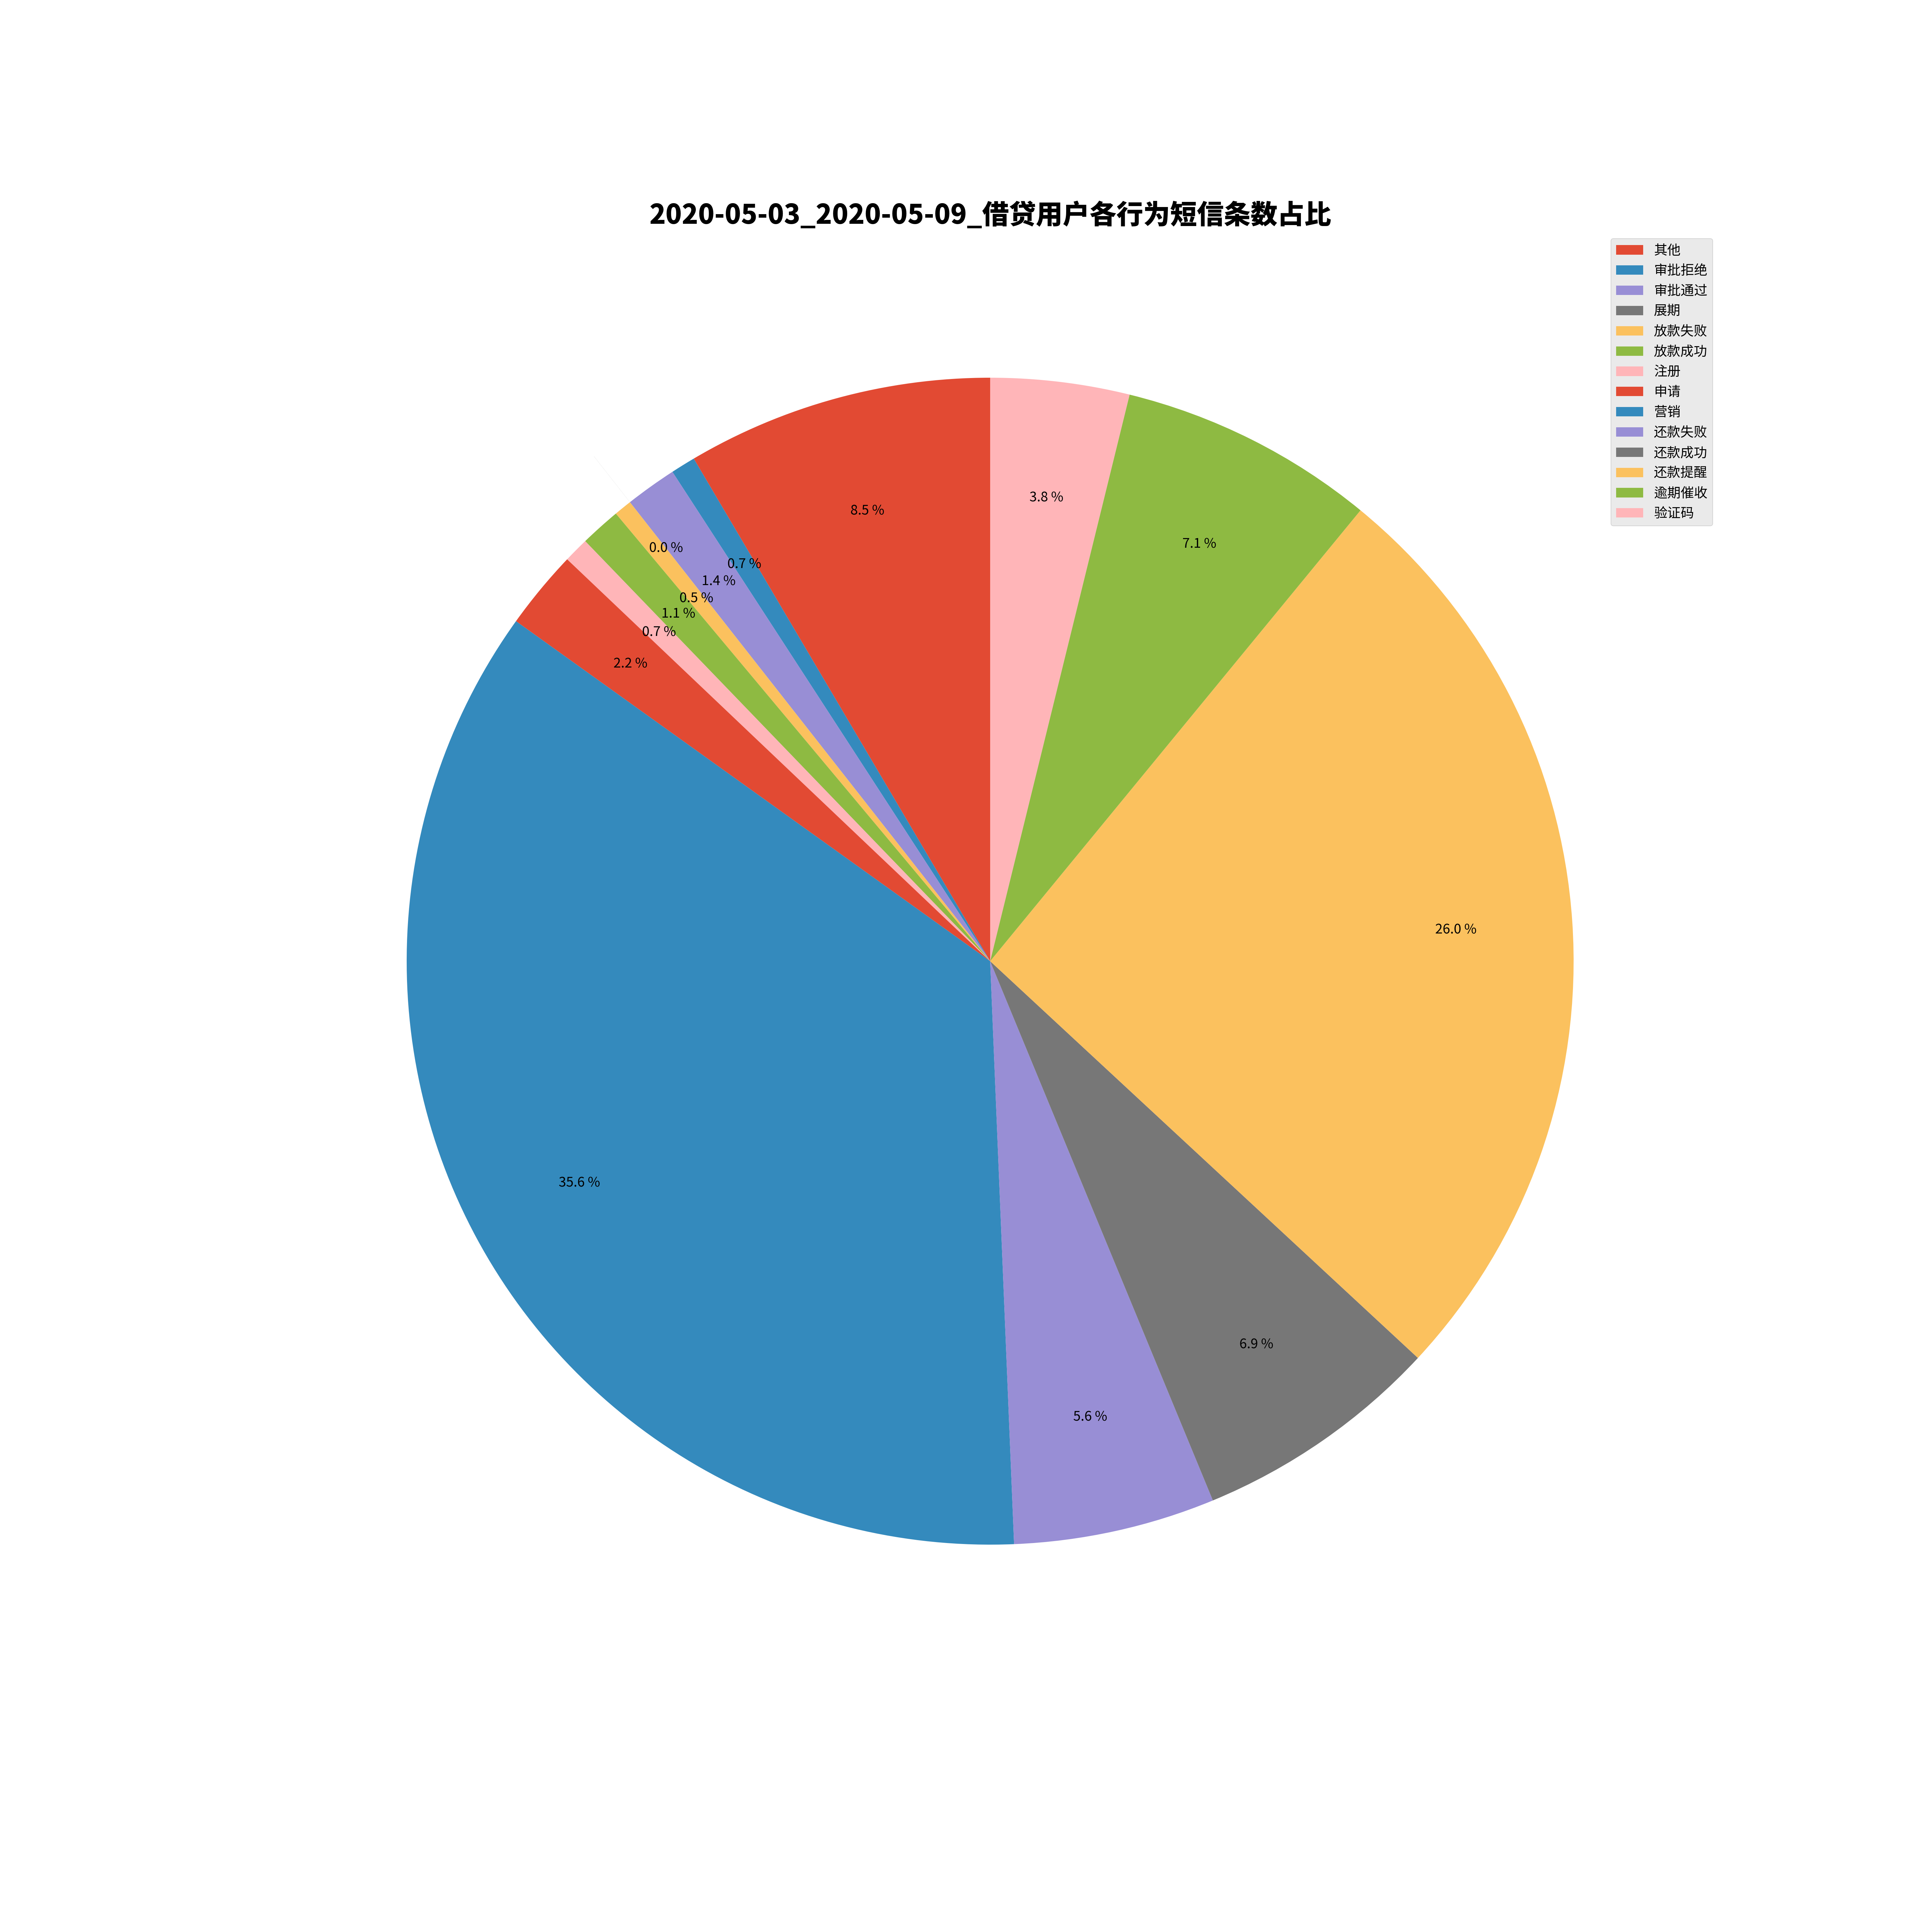 2020-05-03_2020-05-09_借贷用户各行为短信条数占比
其他
审批拒绝
审批通过
展期
放款失败
放款成功
注册
申请
营销
还款失败
还款成功
还款提醒
逾期催收
验证码
3.8 %
8.5 %
7.1 %
0.0 %
0.7 %
1.4 %
0.5 %
1.1 %
0.7 %
2.2 %
26.0 %
35.6 %
6.9 %
5.6 %